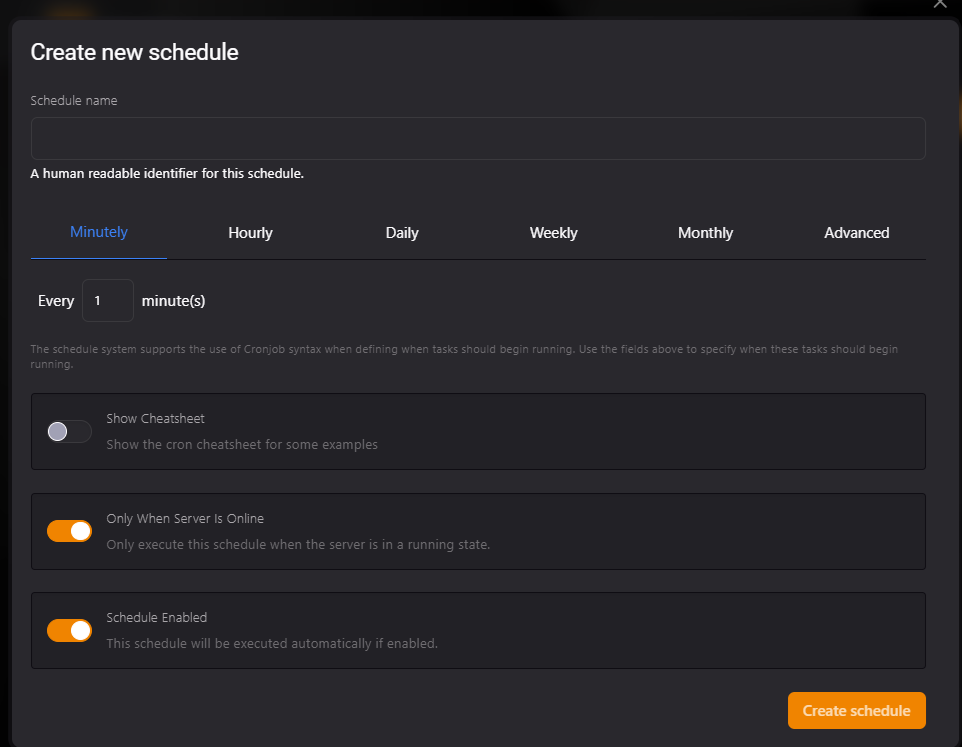 Create new schedule
Schedule name
A human readable identifier for this schedule.
Minutely Hourly Daily Weekly Monthly Advanced
Every 1 minute(s)
The schedule system supports the use of Cronjob syntax when defining when tasks should begin running. Use the fields above to specify when these tasks should begin
running.
Show Cheatsheet
Show the cron cheatsheet for some examples
Only When Server Is Online
Only execute this schedule when the server is in a running state.
Schedule Enabled
This schedule will be executed automatically if enabled.
Create schedule